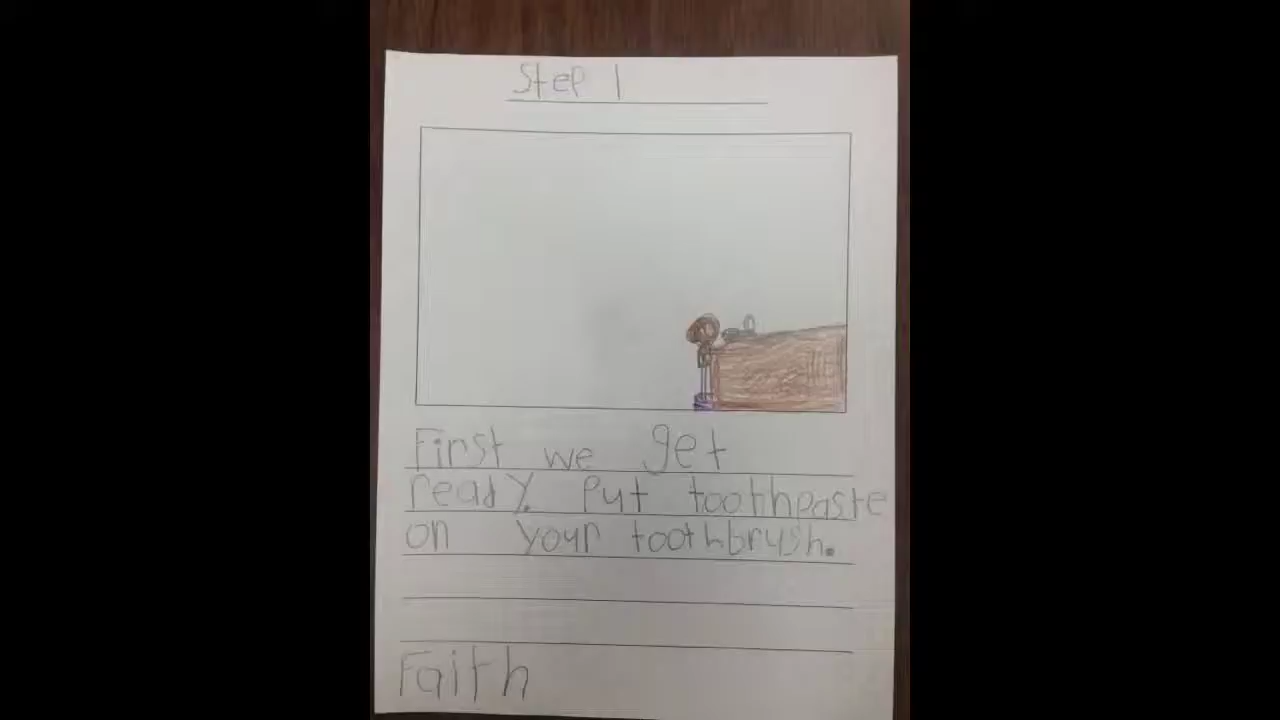 Step 1
First we get
ready. Put toothpaste
on your toothbrush.
Faith